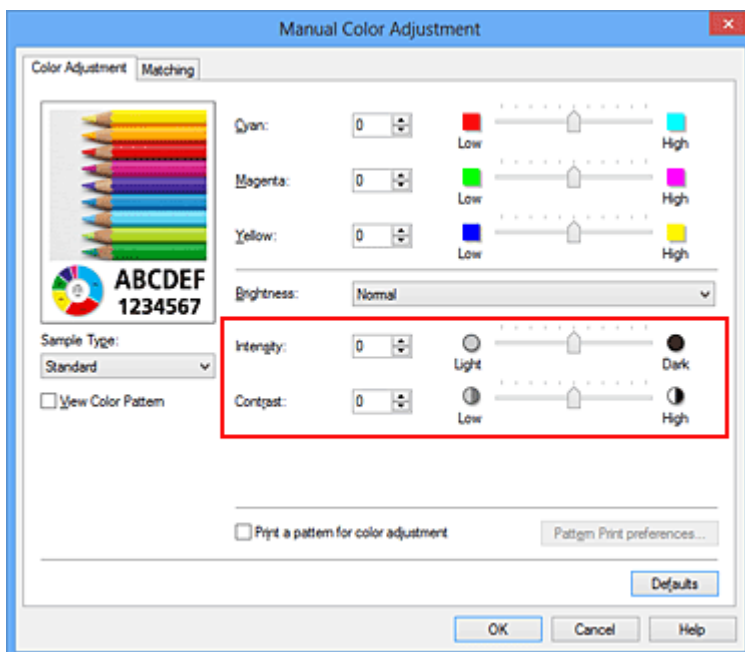 Manual Color Adjustment
Color Adjustment
Matching
Cyan:
0
Low
High
Magenta:
0
Low
High
Yellow:
0
Low
High
ABCDEF
1234567
Brightness:
Normal
Sample Type:
Standard
View Color Pattern
Intensity:
0
Light
Dark
Contrast:
0
Low
High
Print a pattern for color adjustment
Pattern Print preferences...
Defaults
OK
Cancel
Help